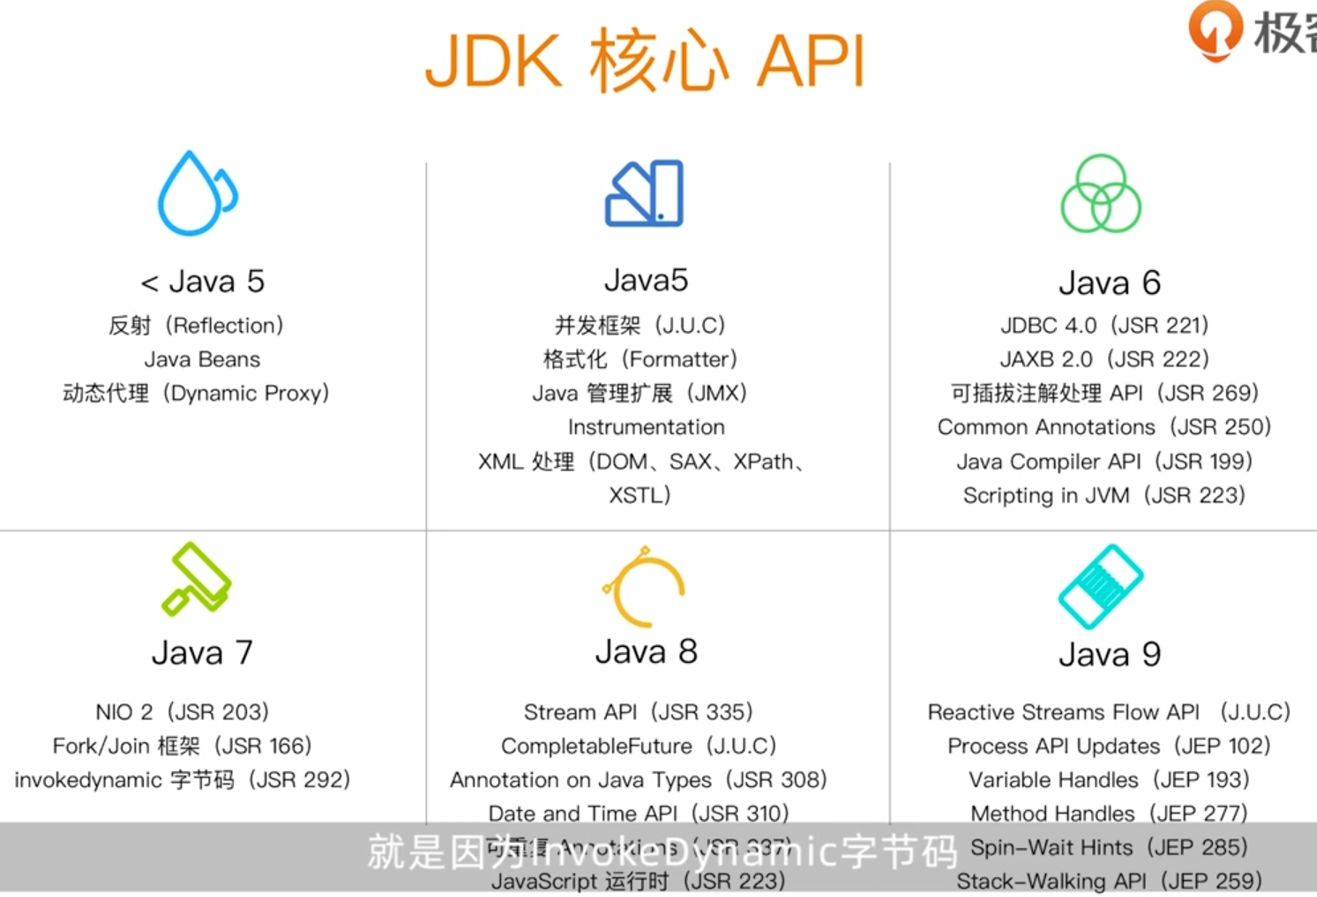 极客
JDK 核心 API
< Java 5
反射（Reflection）
Java Beans
动态代理（Dynamic Proxy）
Java5
并发框架（J.U.C）
格式化（Formatter）
Java 管理扩展（JMX）
Instrumentation
XML 处理（DOM、SAX、XPath、
XSTL）
Java 6
JDBC 4.0（JSR 221）
JAXB 2.0（JSR 222）
可插拔注解处理 API（JSR 269）
Common Annotations（JSR 250）
Java Compiler API（JSR 199）
Scripting in JVM（JSR 223）
Java 7
NIO 2（JSR 203）
Fork/Join 框架（JSR 166）
invokedynamic 字节码（JSR 292）
Java 8
Stream API（JSR 335）
CompletableFuture（J.U.C）
Annotation on Java Types（JSR 308）
Date and Time API（JSR 310）
可重复 Annotations（JSR 337）
JavaScript 运行时（JSR 223）
Java 9
Reactive Streams Flow API （J.U.C）
Process API Updates（JEP 102）
Variable Handles（JEP 193）
Method Handles（JEP 277）
Spin-Wait Hints（JEP 285）
Stack-Walking API（JEP 259）
就是因为InvokeDynamic字节码